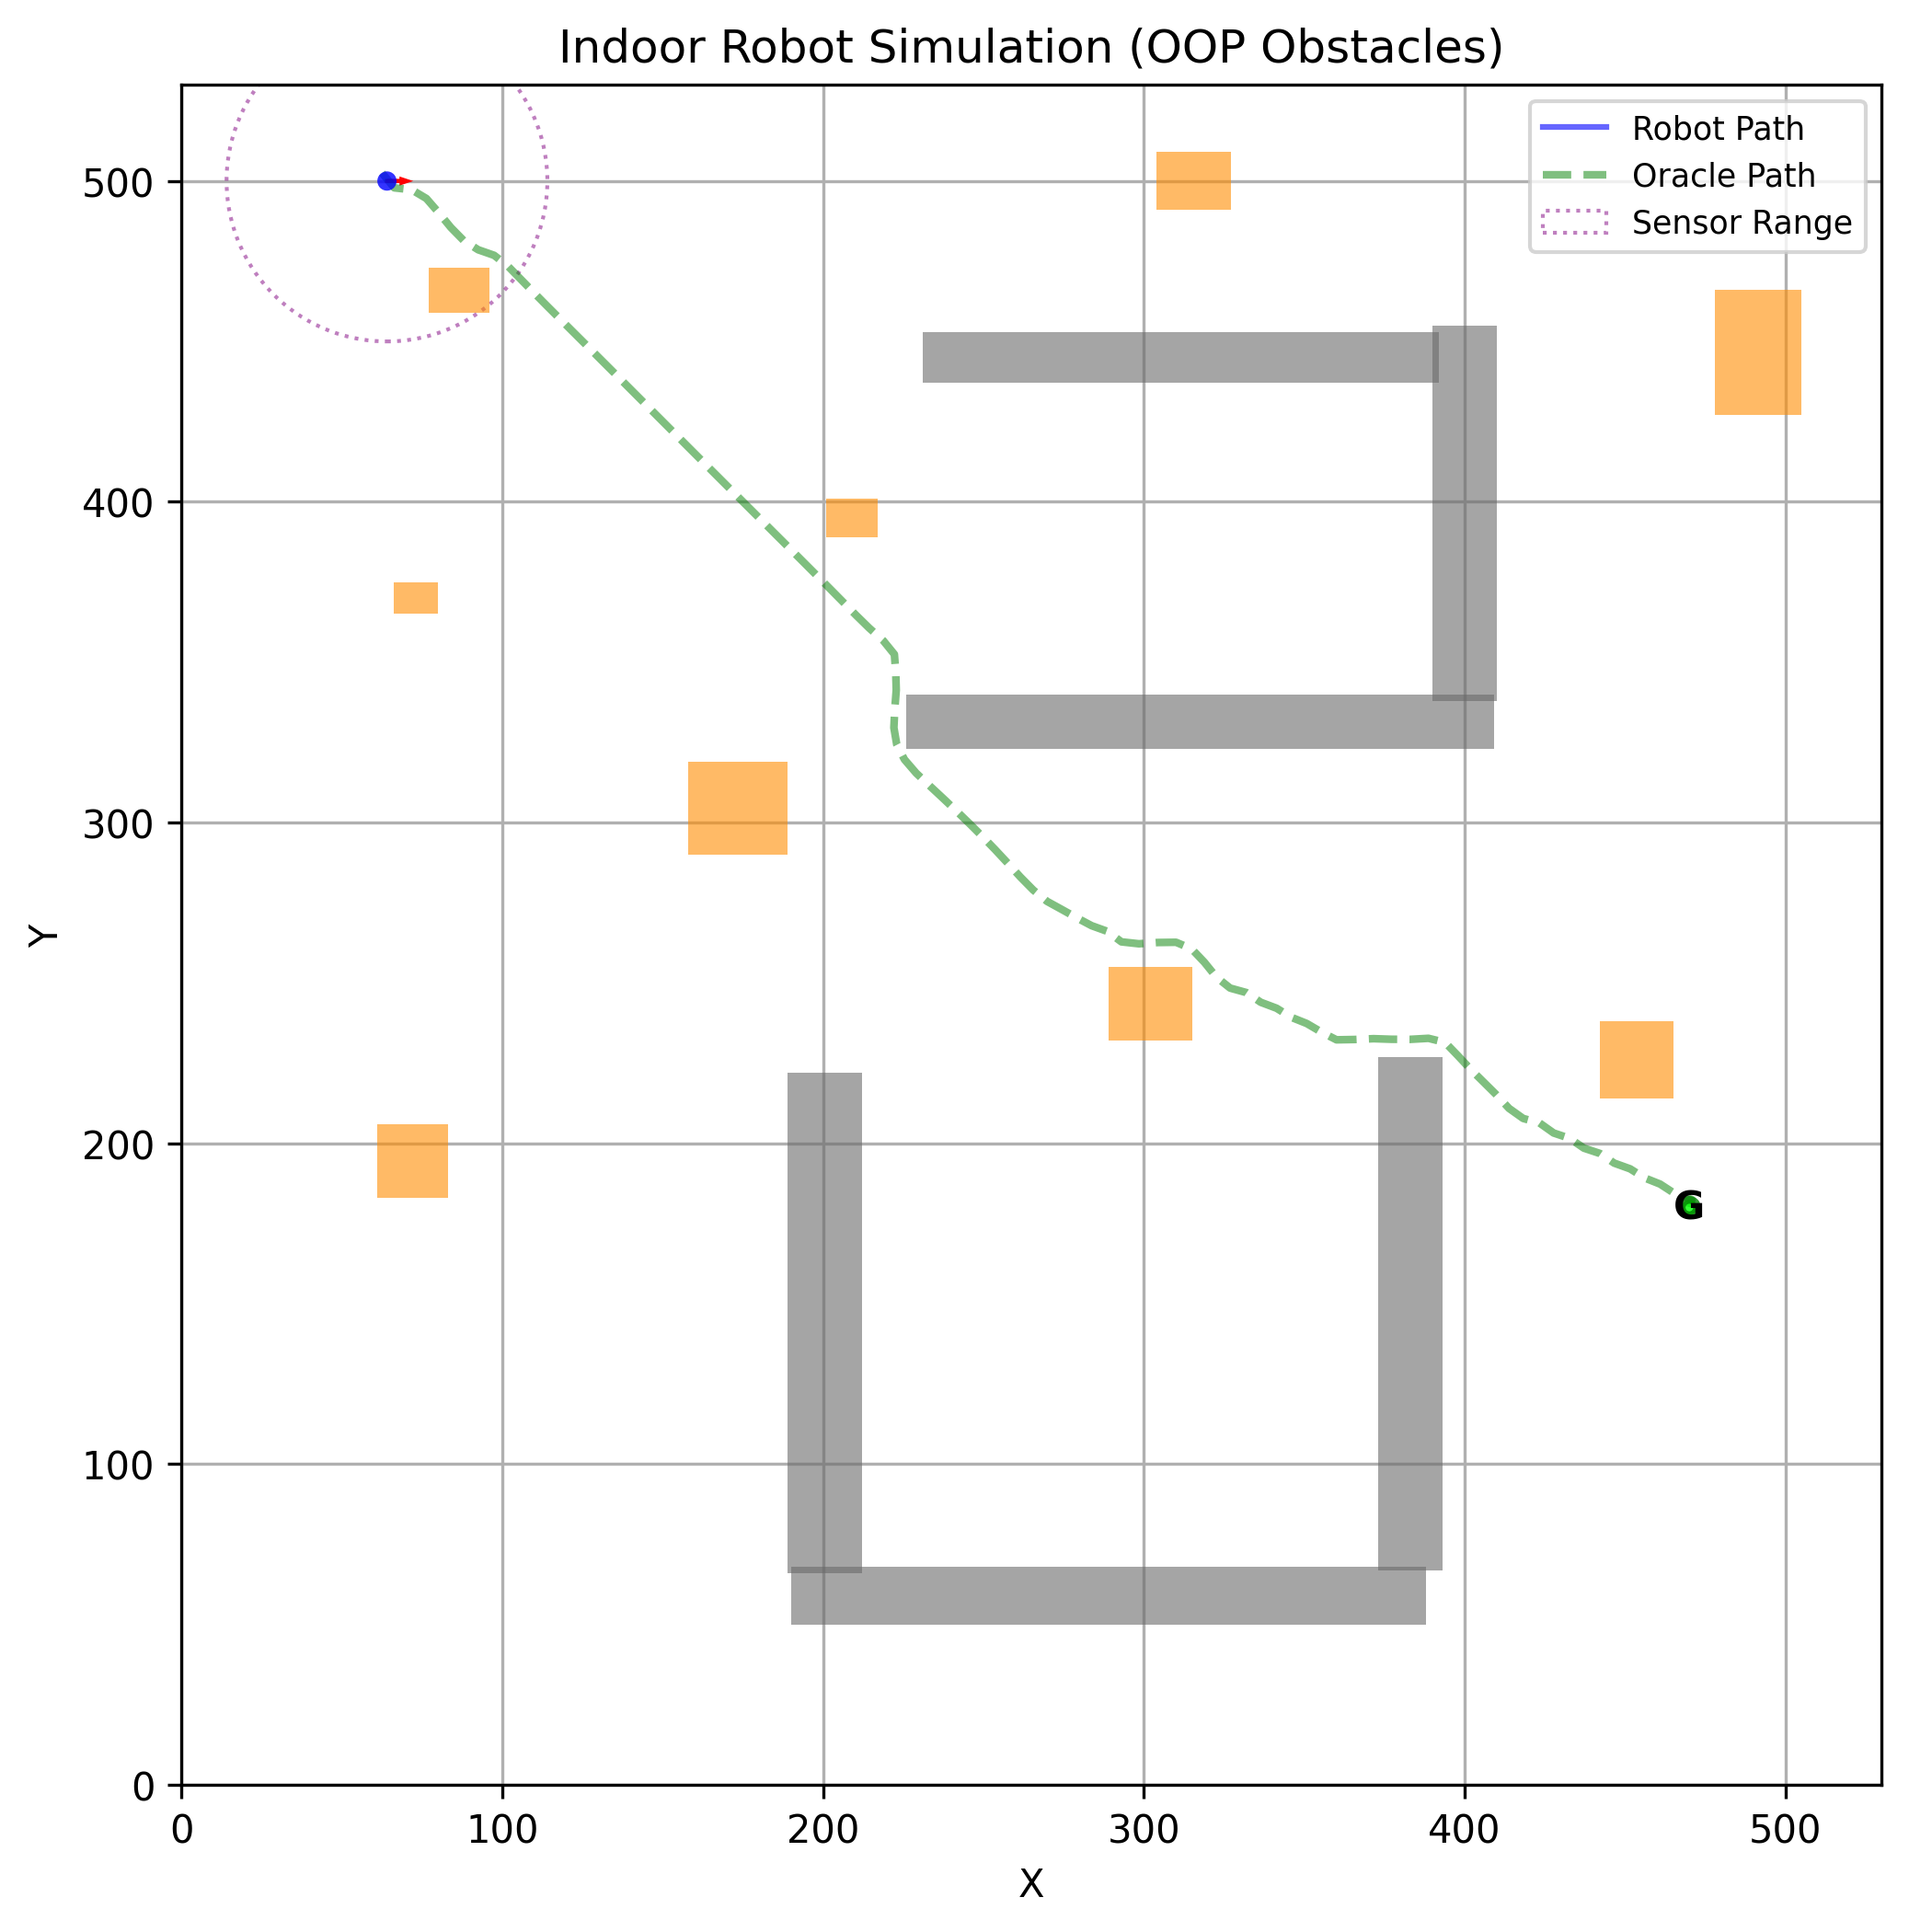 Indoor Robot Simulation (OOP Obstacles)
Robot Path
Oracle Path
Sensor Range
500
400
300
200
100
0
Y
G
0 100 200 300 400 500
X